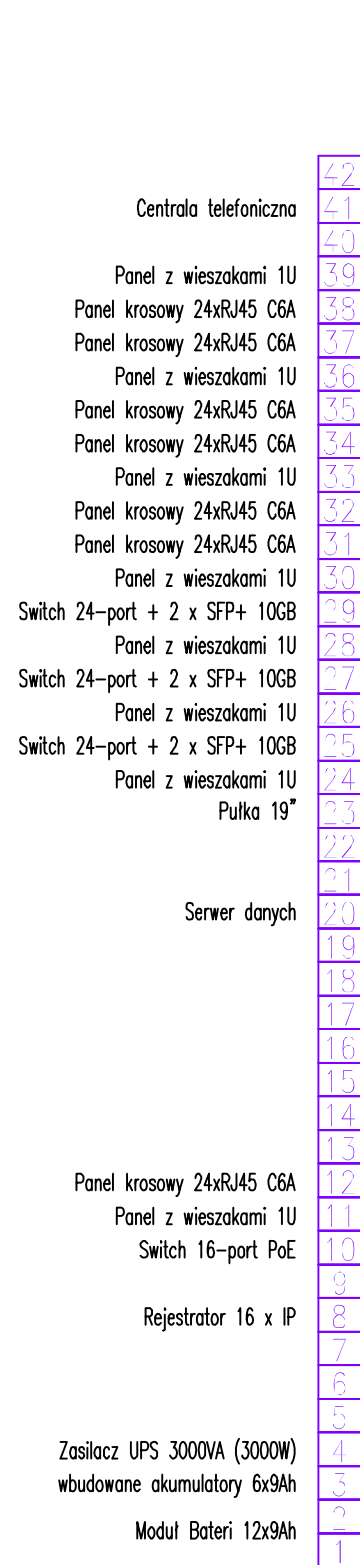 42
Centrala telefoniczna 41
40
Panel z wieszakami 1U 39
Panel krosowy 24xRJ45 C6A 38
Panel krosowy 24xRJ45 C6A 37
Panel z wieszakami 1U 36
Panel krosowy 24xRJ45 C6A 35
Panel krosowy 24xRJ45 C6A 34
Panel z wieszakami 1U 33
Panel krosowy 24xRJ45 C6A 32
Panel krosowy 24xRJ45 C6A 31
Panel z wieszakami 1U 30
Switch 24-port + 2 x SFP+ 10GB 29
Panel z wieszakami 1U 28
Switch 24-port + 2 x SFP+ 10GB 27
Panel z wieszakami 1U 26
Switch 24-port + 2 x SFP+ 10GB 25
Panel z wieszakami 1U 24
Pułka 19" 23
22
21
Serwer danych 20
19
18
17
16
15
14
13
Panel krosowy 24xRJ45 C6A 12
Panel z wieszakami 1U 11
Switch 16-port PoE 10
9
Rejestrator 16 x IP 8
7
6
5
Zasilacz UPS 3000VA (3000W) 4
wbudowane akumulatory 6x9Ah 3
Moduł Bateri 12x9Ah 2
1